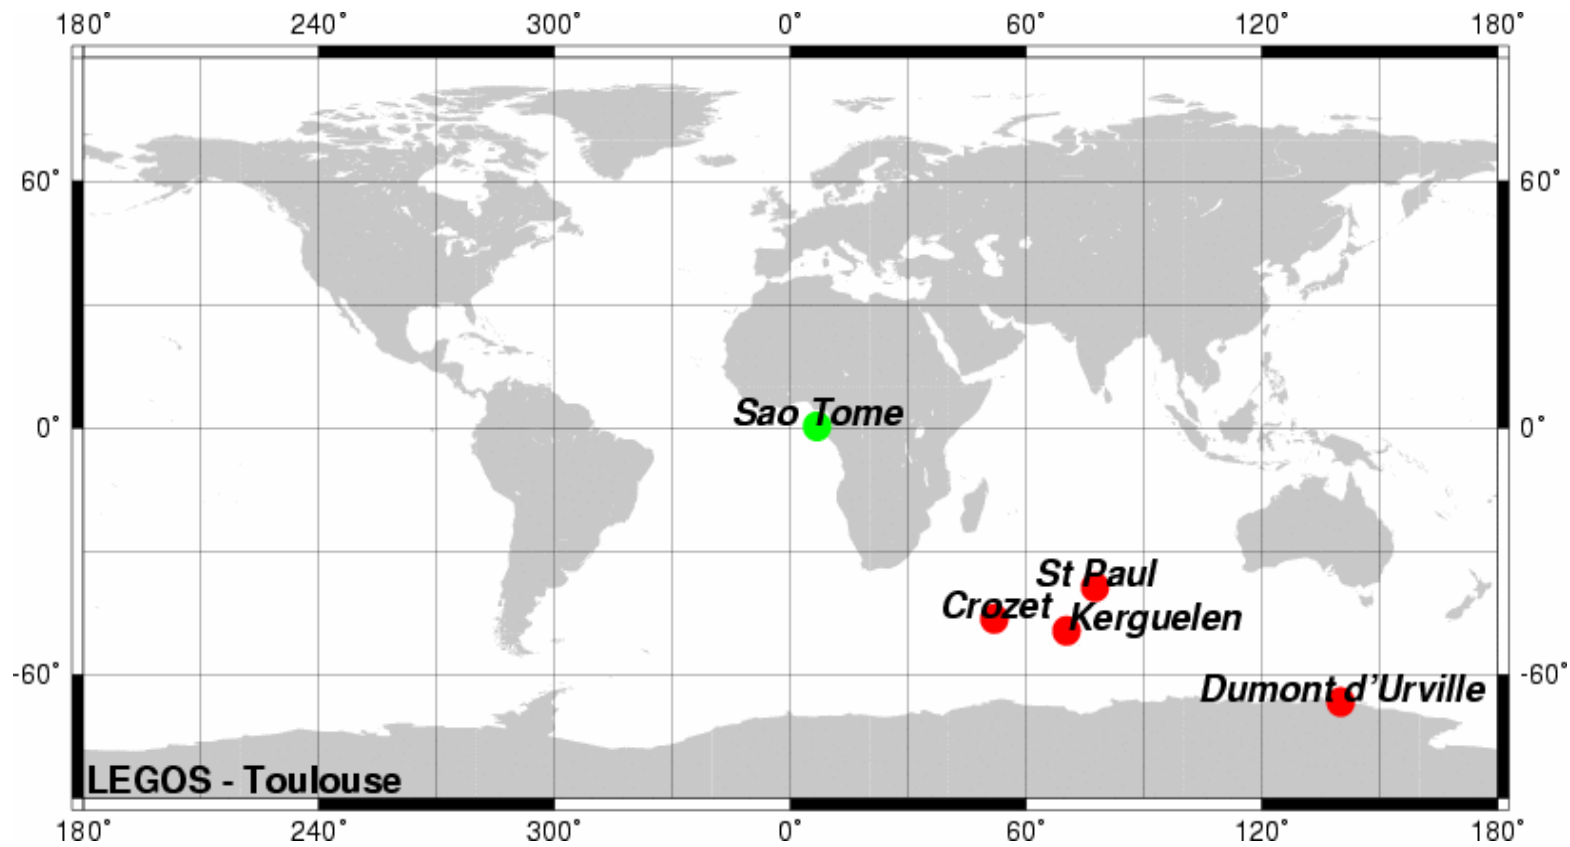 180° 240° 300° 0° 60° 120° 180°
60° 60°
Sao Tome
0° 0°
St Paul
Crozet
Kerguelen
-60° -60°
Dumont d'Urville
LEGOS - Toulouse
180° 240° 300° 0° 60° 120° 180°